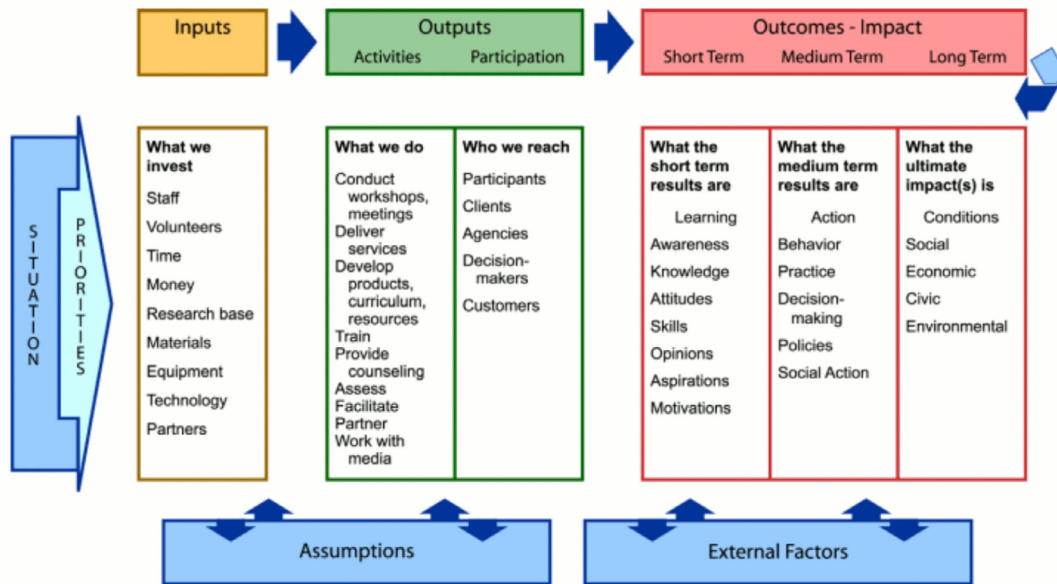 Inputs
Outputs
Activities Participation
Outcomes - Impact
Short Term Medium Term Long Term
SITUATION
PRIORITIES
What we
invest
Staff
Volunteers
Time
Money
Research base
Materials
Equipment
Technology
Partners
What we do
Conduct
workshops,
meetings
Deliver
services
Develop
products,
curriculum,
resources
Train
Provide
counseling
Assess
Facilitate
Partner
Work with
media
Who we reach
Participants
Clients
Agencies
Decision-
makers
Customers
What the
short term
results are
Learning
Awareness
Knowledge
Attitudes
Skills
Opinions
Aspirations
Motivations
What the
medium term
results are
Action
Behavior
Practice
Decision-
making
Policies
Social Action
What the
ultimate
impact(s) is
Conditions
Social
Economic
Civic
Environmental
Assumptions
External Factors